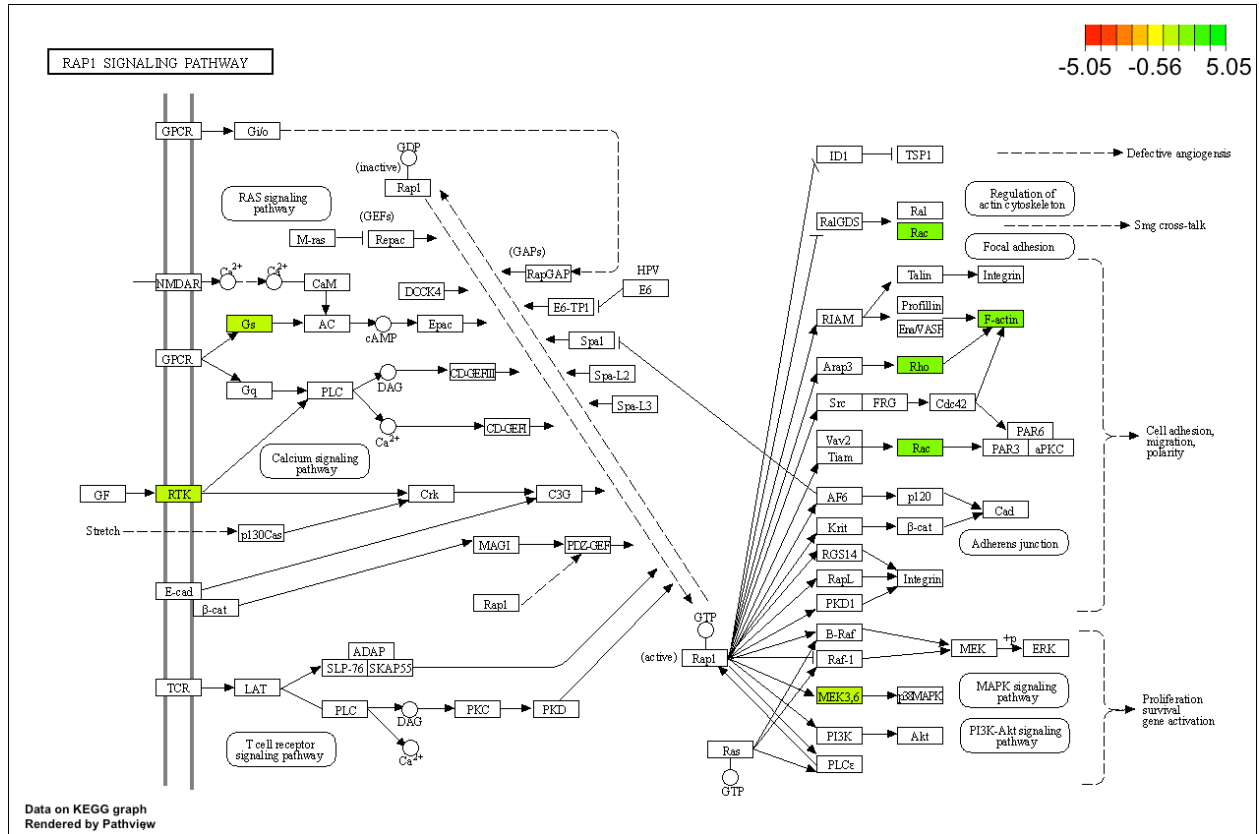 RAP1 SIGNALING PATHWAY
-5.05 -0.56 5.05
GPCR
Gi/o
GDP
(inactive)
Rap1
RAS signaling
pathway
(GEFs)
M-ras
Repac
(GAPs)
RapGAP
HPV
E6
E6-TP1
NMDAR
Ca2+
Ca2+
CaM
DOCK4
Gs
AC
cAMP
Epac
Spa1
GPCR
Spa-L2
Gq
PLC
DAG
CD-GEFIII
Spa-L3
Ca2+
CD-GEFI
Calcium signaling
pathway
GF
RTK
Crk
C3G
Stretch
p130Cas
MAGI
PDZ-GEF
E-cad
β-cat
Rap1
GTP
(active)
Rap1
ADAP
SLP-76
SKAP55
TCR
LAT
PLC
DAG
PKC
PKD
Ca2+
T cell receptor
signaling pathway
Ras
GTP
ID1
TSP1
Defective angiogenesis
Regulation of
actin cytoskeleton
RalGDS
Ral
Rac
Smg cross-talk
Focal adhesion
Talin
Integrin
RIAM
Profillin
Ena/VASP
F-actin
Arap3
Rho
Src
FRG
Cdc42
PAR6
PAR3
aPKC
Vav2
Tiam
Rac
Cell adhesion,
migration,
polarity
AF6
p120
Cad
Krit
β-cat
Adherens junction
RGS14
RapL
Integrin
PKD1
B-Raf
Raf-1
MEK
+p
ERK
MEK3,6
p38MAPK
MAPK signaling
pathway
Proliferation
survival
gene activation
PI3K
Akt
PI3K-Akt signaling
pathway
PLCε
Data on KEGG graph
Rendered by Pathview